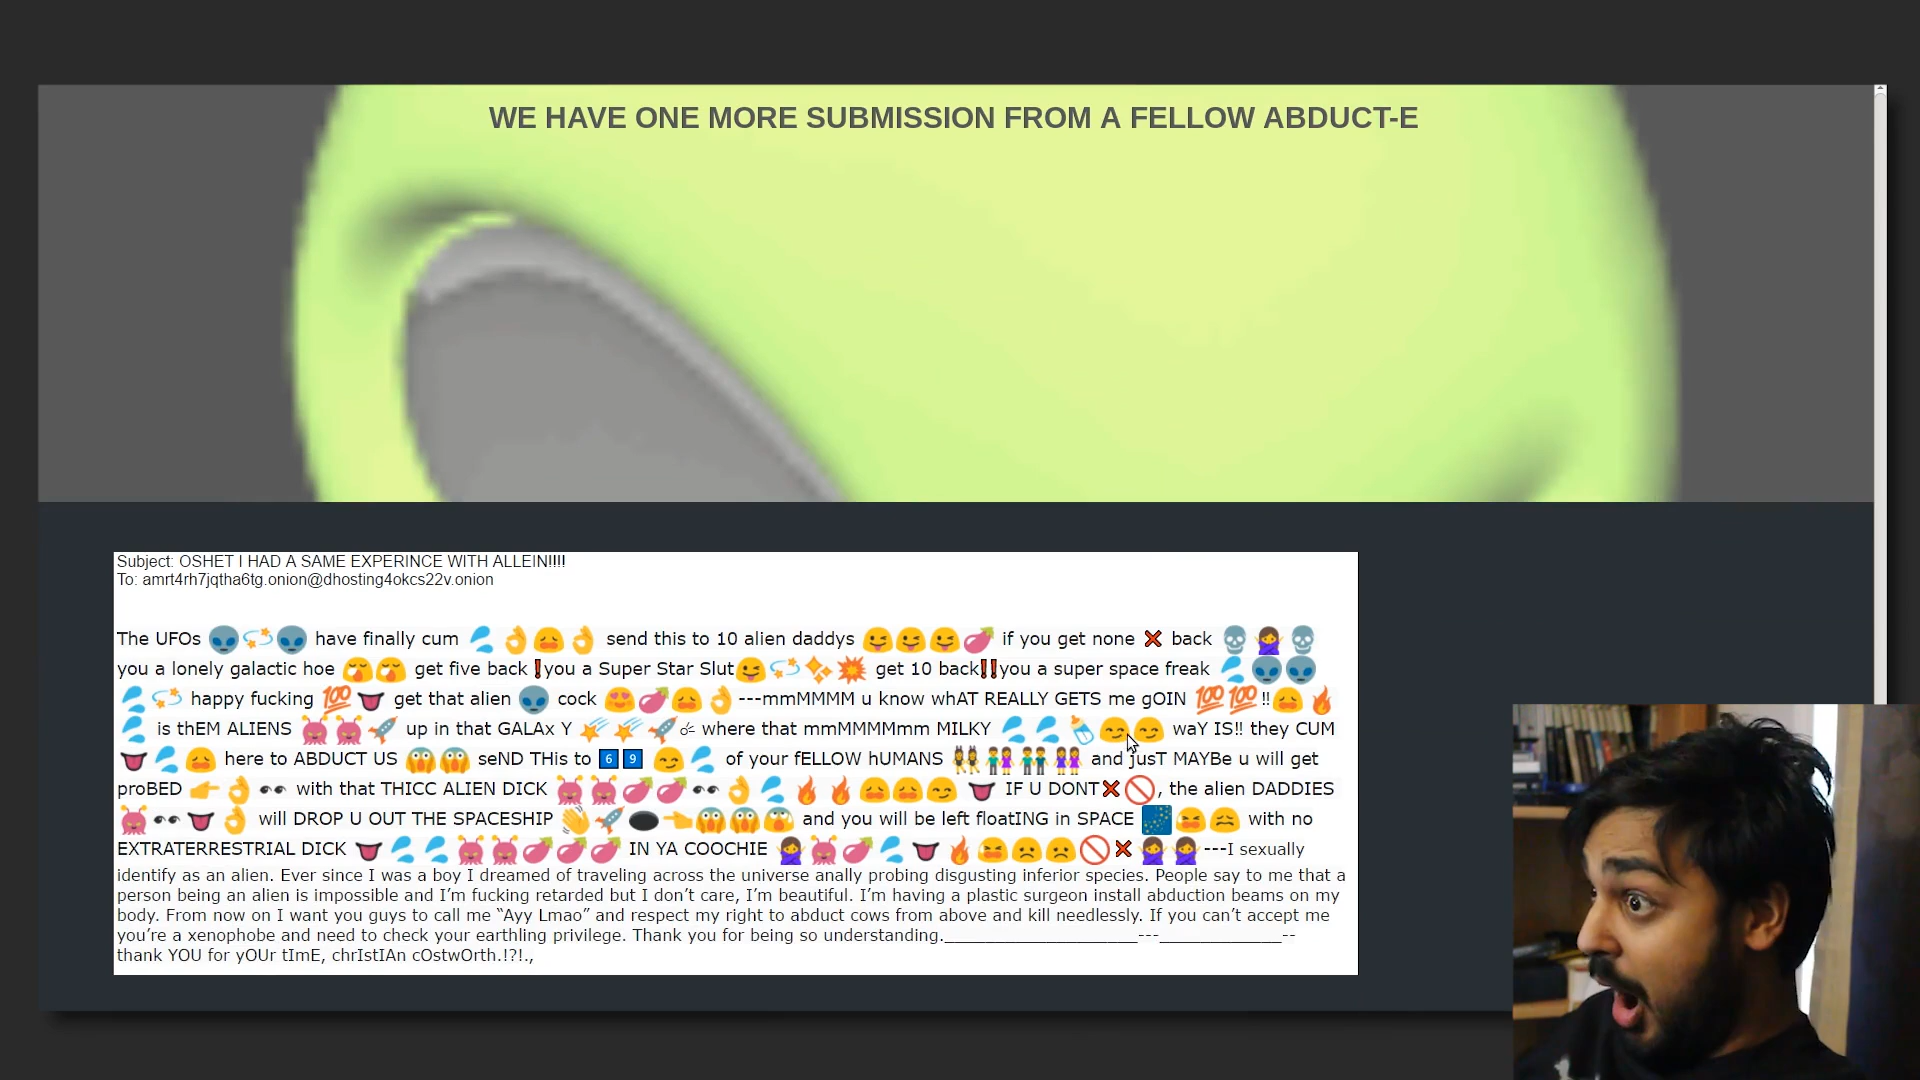 WE HAVE ONE MORE SUBMISSION FROM A FELLOW ABDUCT-E
Subject: OSHET I HAD A SAME EXPERINCE WITH ALLEIN!!!!
To: amrt4rh7jqtha6tg.onion@dhosting4okcs22v.onion
The UFOs 👽💫👽 have finally cum 💦👌😩👌 send this to 10 alien daddys 😜😜😜🍆 if you get none ❌ back 💀🙅💀
you a lonely galactic hoe 😪😪 get five back❗you a Super Star Slut😜💫✨💥 get 10 back‼you a super space freak 💦👽👽
💦💫 happy fucking 💯👅 get that alien 👽 cock 😍🍆😩👌---mmMMMM u know whAT REALLY GETS me gOIN 💯💯!!😩🔥
💦 is thEM ALIENS 👾👾🚀 up in that GALAx Y 🌠🌠🚀☄ where that mmMMMMmm MILKY 💦💦🍼😏😏 waY IS!! they CUM
👅💦😩 here to ABDUCT US 😱😱 seND THis to 6️⃣9️⃣ 😏💦 of your fELLOW hUMANS 👯👫👬👭 and jusT MAYBe u will get
proBED 👉👌👀 with that THICC ALIEN DICK 👾👾🍆🍆👀👌💦🔥🔥😩😩😏👅 IF U DONT❌🚫, the alien DADDIES
👾👀👅👌 will DROP U OUT THE SPACESHIP 👋🚀🕳👈😱😱😰 and you will be left floatING in SPACE 🌌😫😖 with no
EXTRATERRESTRIAL DICK 👅💦💦👾👾🍆🍆🍆 IN YA COOCHIE 🙅👾🍆💦👅🔥😫☹☹🚫❌🙅🙅---I sexually
identify as an alien. Ever since I was a boy I dreamed of traveling across the universe anally probing disgusting inferior species. People say to me that a
person being an alien is impossible and I’m fucking retarded but I don’t care, I’m beautiful. I’m having a plastic surgeon install abduction beams on my
body. From now on I want you guys to call me “Ayy Lmao” and respect my right to abduct cows from above and kill needlessly. If you can’t accept me
you’re a xenophobe and need to check your earthling privilege. Thank you for being so understanding.___________________---____________--
thank YOU for yOUr tImE, chrIstIAn cOstwOrth.!?!.,